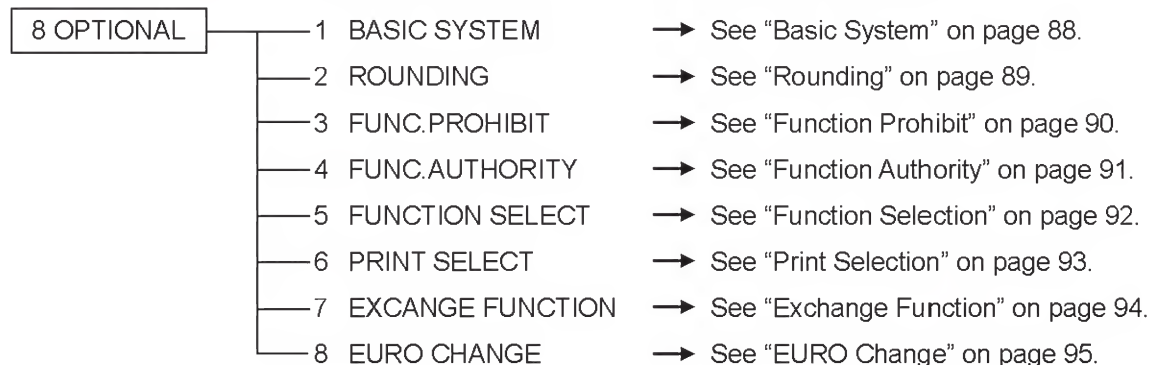 8 OPTIONAL 1 BASIC SYSTEM → See “Basic System” on page 88.
2 ROUNDING → See “Rounding” on page 89.
3 FUNC.PROHIBIT → See “Function Prohibit” on page 90.
4 FUNC.AUTHORITY → See “Function Authority” on page 91.
5 FUNCTION SELECT → See “Function Selection” on page 92.
6 PRINT SELECT → See “Print Selection” on page 93.
7 EXCANGE FUNCTION → See “Exchange Function” on page 94.
8 EURO CHANGE → See “EURO Change” on page 95.